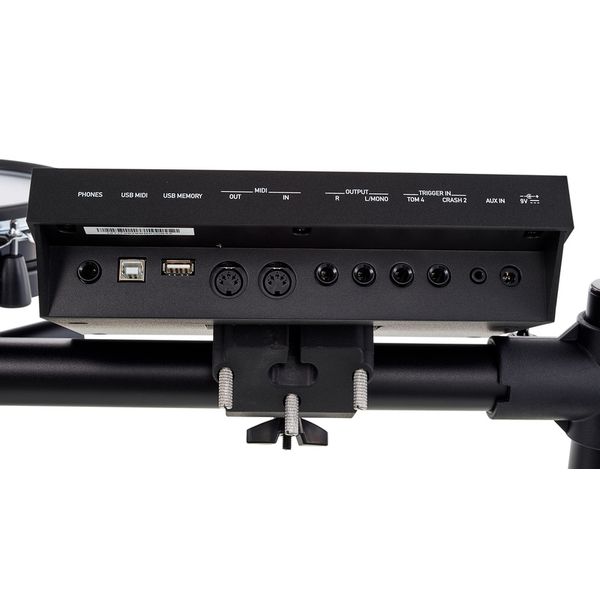 PHONES USB MIDI USB MEMORY MIDI OUTPUT TRIGGER IN AUX IN 9V
OUT IN R L/MONO TOM 4 CRASH 2